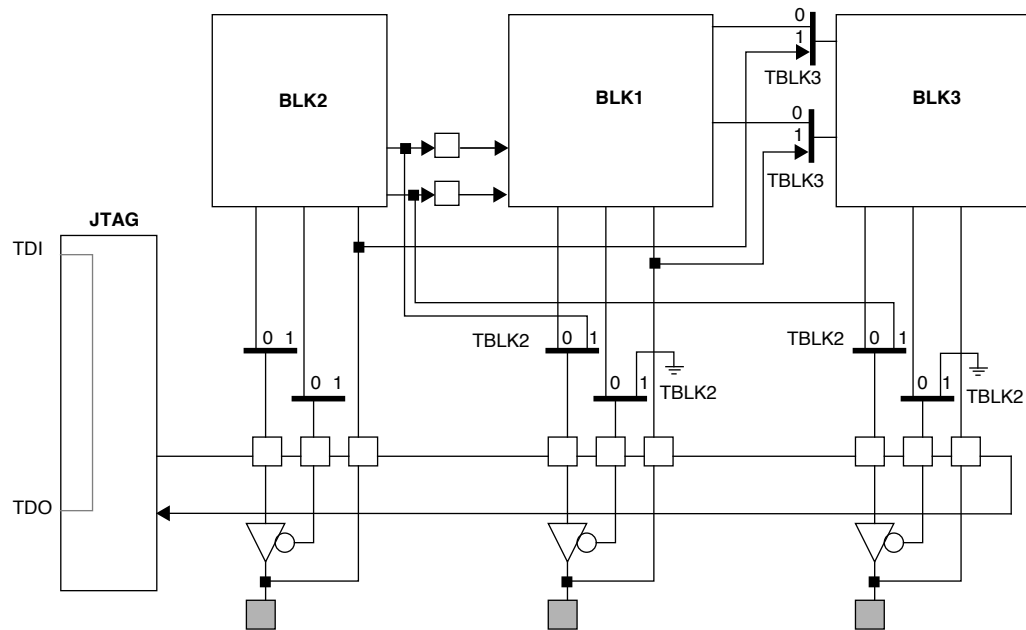 0
1
TBLK3
BLK2
BLK1
BLK3
0
1
TBLK3
JTAG
TDI
0 1
TBLK2
0 1
TBLK2
0 1
0 1
0 1
TBLK2
0 1
TBLK2
TDO